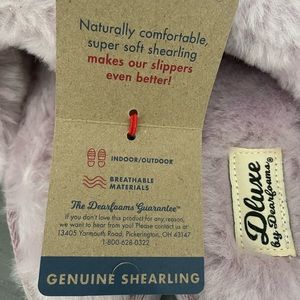 Naturally comfortable,
super soft shearling
makes our slippers
even better!
INDOOR/OUTDOOR
BREATHABLE
MATERIALS
The Dearfoams Guarantee™
If you don't love this product for any reason,
we want to hear from you! Please contact us at
13405 Yarmouth Road, Pickerington, OH 43147
1-800-628-0322
GENUINE SHEARLING
Dluxe
by Dearfoams®